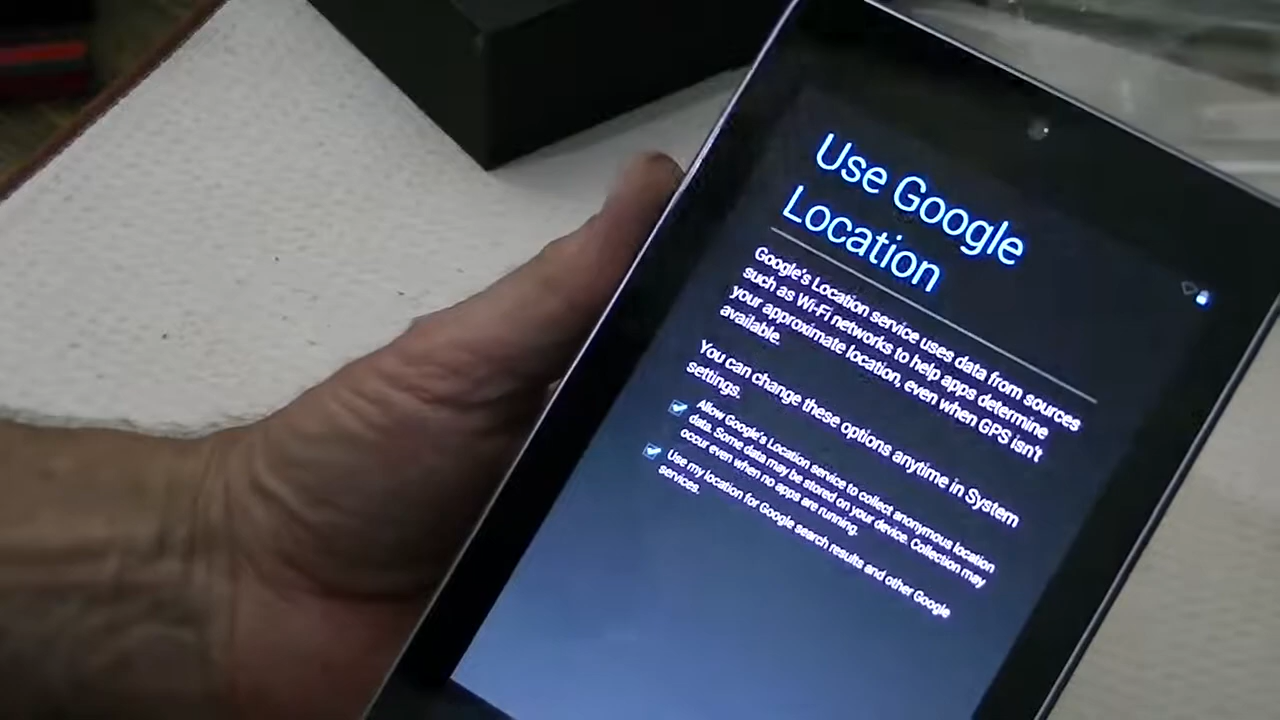 Use Google
Location
Google's Location service uses data from sources
such as Wi-Fi networks to help apps determine
your approximate location, even when GPS isn't
available.
You can change these options anytime in System
settings.
Allow Google's Location service to collect anonymous location
data. Some data may be stored on your device. Collection may
occur even when no apps are running.
Use my location for Google search results and other Google
services.